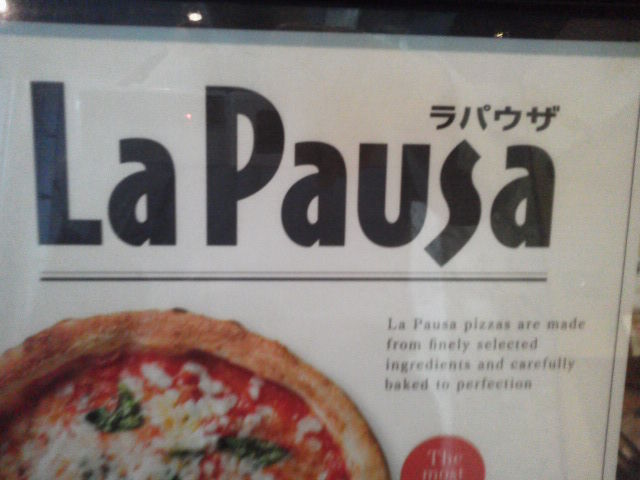 ラパウザ
La Pausa
La Pausa pizzas are made
from finely selected
ingredients and carefully
baked to perfection
The
most